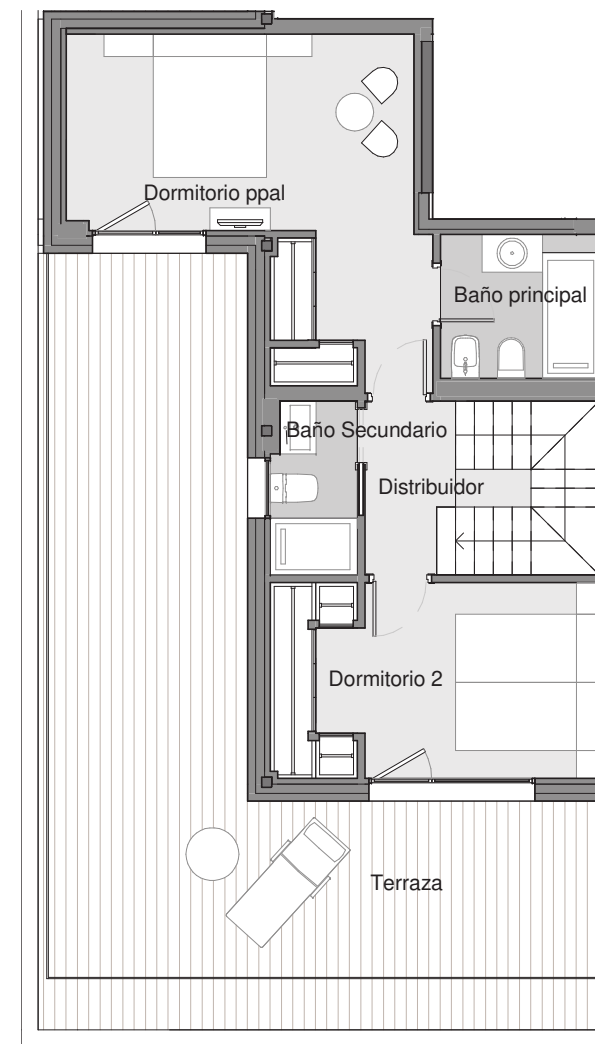 Dormitorio ppal
Baño principal
Baño Secundario
Distribuidor
Dormitorio 2
Terraza